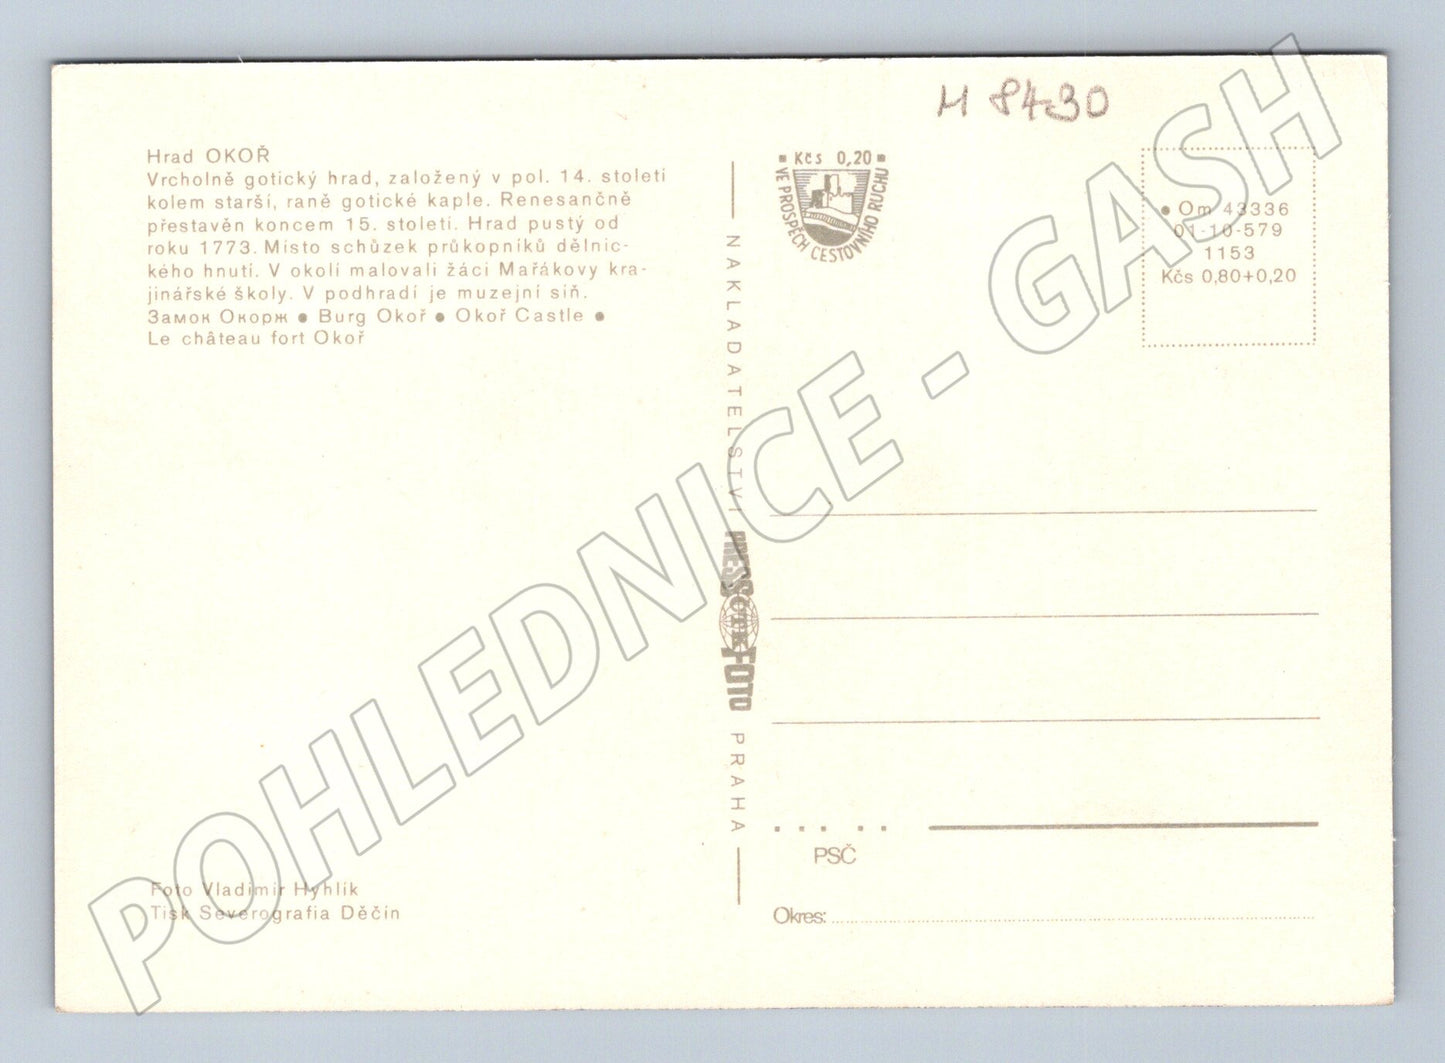 Hrad OKOŘ
Vrcholně gotický hrad, založený v pol. 14. století
kolem starší, raně gotické kaple. Renesančně
přestavěn koncem 15. století. Hrad pustý od
roku 1773. Místo schůzek průkopníků dělnic-
kého hnutí. V okolí malovali žáci Mařákovy kra-
jinářské školy. V podhradí je muzejní síň.
Замок Окорж ● Burg Okoř ● Okoř Castle ●
Le château fort Okoř
Foto Vladimír Hyhlík
Tisk Severografia Děčín
NAKLADATELSTVÍ PRESSFOTO PRAHA
ČTK
M 8430
Kčs 0,20
VE PROSPĚCH CESTOVNÍHO RUCHU
● Om 43336
01-10-579
1153
Kčs 0,80+0,20
PSČ
Okres:
POHLEDNICE - GASH